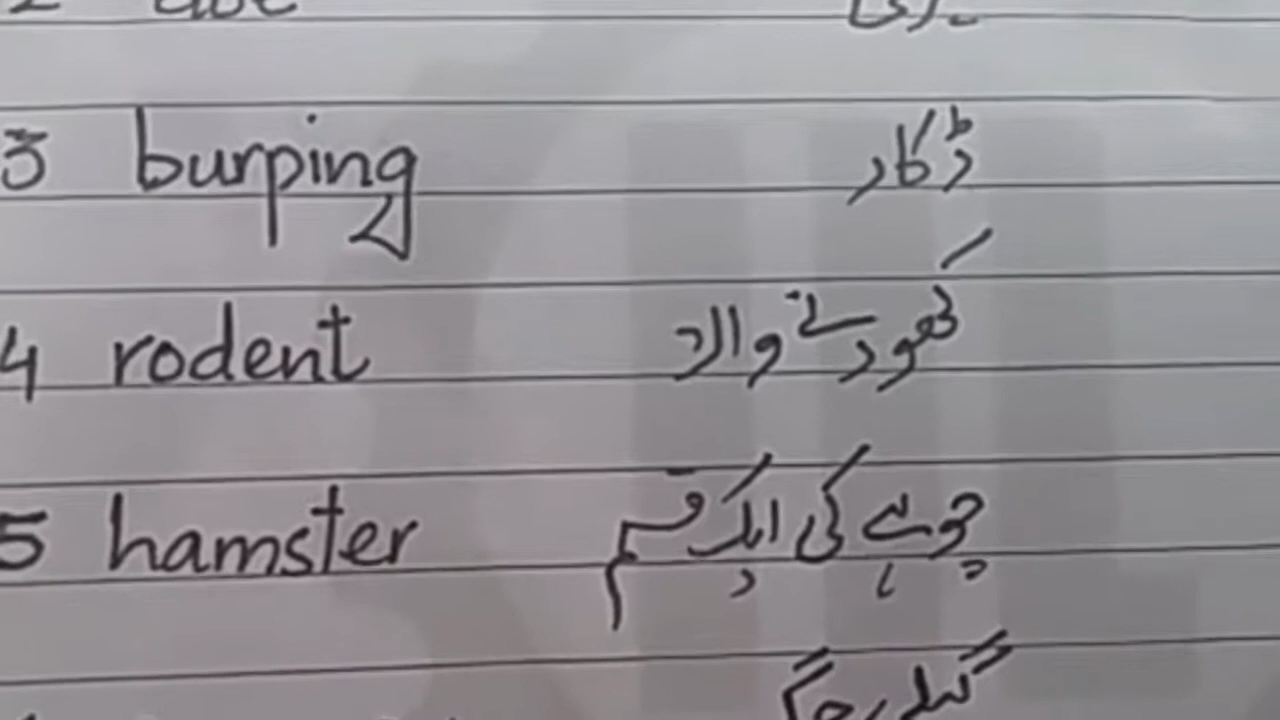 3 burping ڈکار
4 rodent کھودنے والا
5 hamster چوہے کی ایک قسم